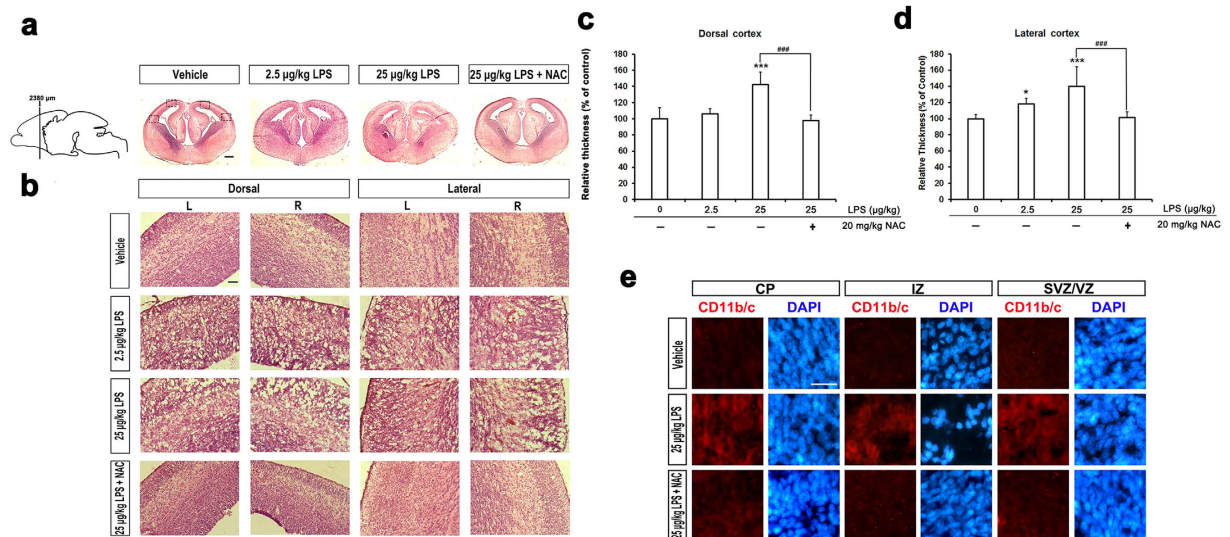 a
2380 µm
Vehicle
2.5 µg/kg LPS
25 µg/kg LPS
25 µg/kg LPS + NAC
b
Dorsal
Lateral
L
R
L
R
Vehicle
2.5 µg/kg LPS
25 µg/kg LPS
25 µg/kg LPS + NAC
c
Dorsal cortex
Relative thickness (% of control)
180
160
140
120
100
80
60
40
20
0
***
###
0 2.5 25 25 LPS (µg/kg)
– – – + 20 mg/kg NAC
d
Lateral cortex
Relative Thickness (% of Control)
180
160
140
120
100
80
60
40
20
0
*
***
###
0 2.5 25 25 LPS (µg/kg)
– – – + 20 mg/kg NAC
e
CP
IZ
SVZ/VZ
CD11b/c DAPI CD11b/c DAPI CD11b/c DAPI
Vehicle
25 µg/kg LPS
25 µg/kg LPS + NAC